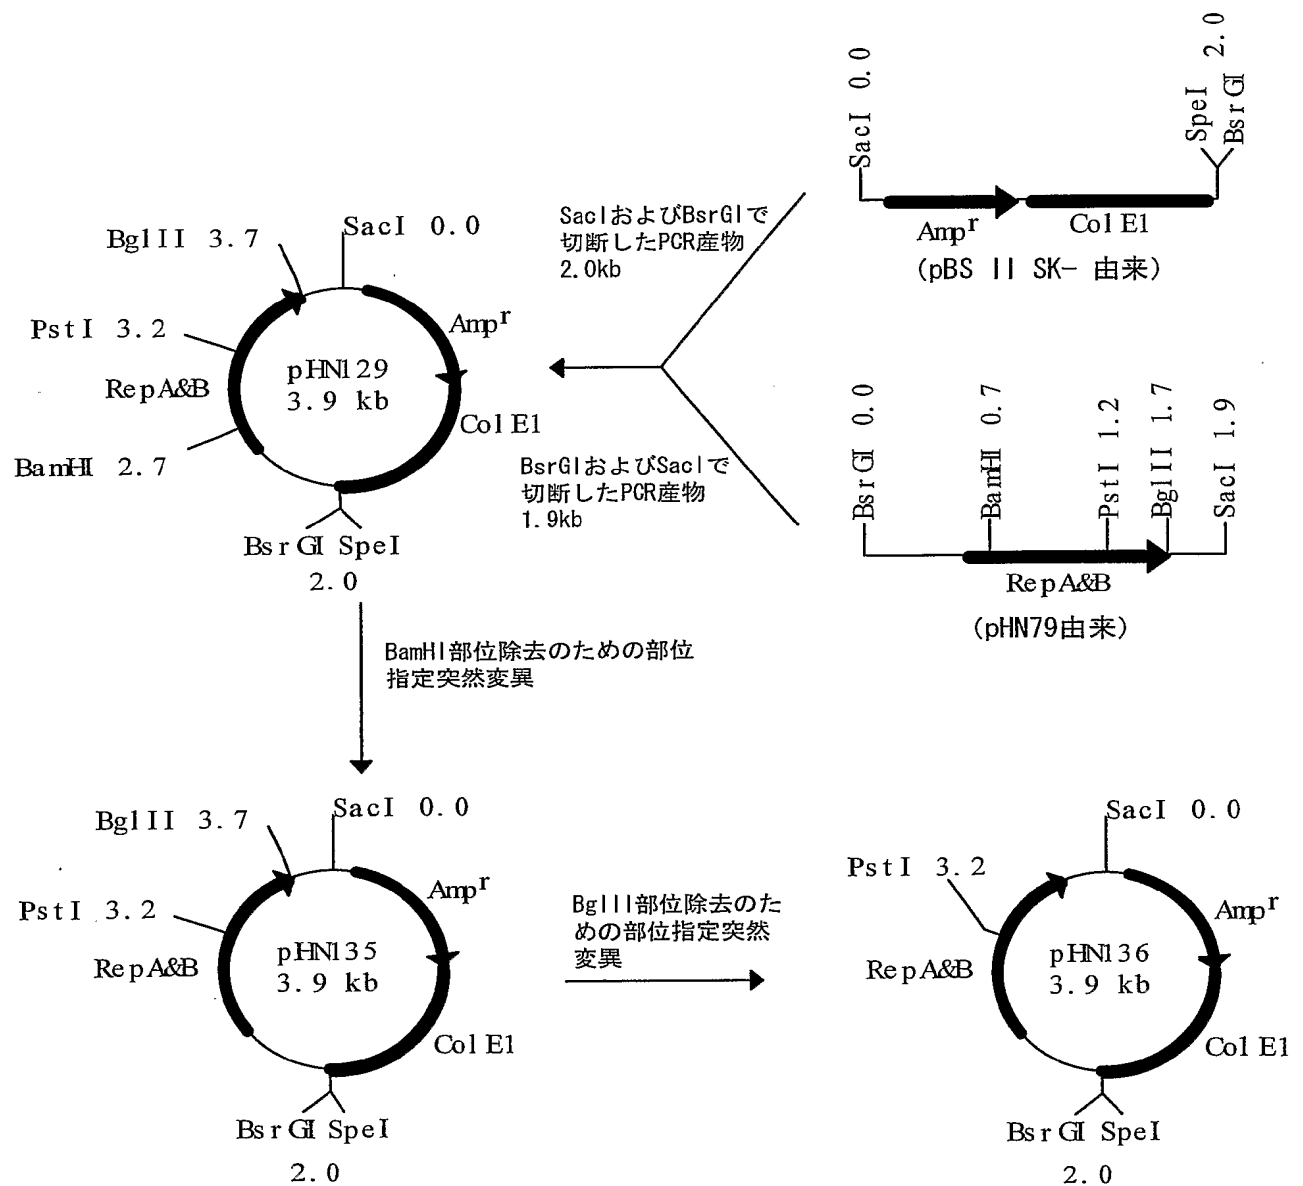 SacI 0.0
SpeI
BsrGI 2.0
Ampr
Col E1
(pBS II SK- 由来)
SacIおよびBsrGIで
切断したPCR産物
2.0kb
BglII 3.7
SacI 0.0
PstI 3.2
Ampr
pHN129
3.9 kb
RepA&B
Col E1
BamHI 2.7
BsrGI SpeI
2.0
BsrGIおよびSacIで
切断したPCR産物
1.9kb
BsrGI 0.0
BamHI 0.7
PstI 1.2
BglII 1.7
SacI 1.9
RepA&B
(pHN79由来)
BamHI部位除去のための部位
指定突然変異
BglII 3.7
SacI 0.0
PstI 3.2
Ampr
pHN135
3.9 kb
RepA&B
Col E1
BsrGI SpeI
2.0
BglII部位除去のた
めの部位指定突然
変異
SacI 0.0
PstI 3.2
Ampr
pHN136
3.9 kb
RepA&B
Col E1
BsrGI SpeI
2.0